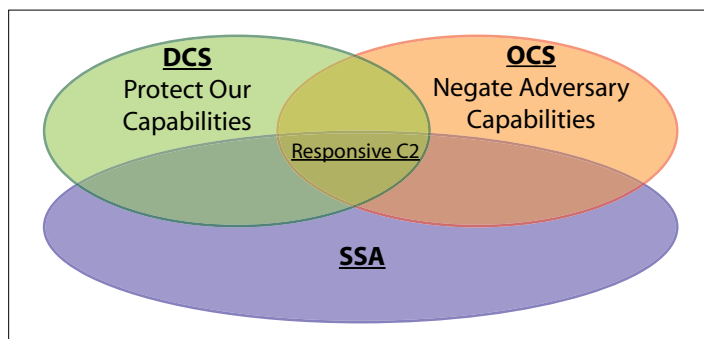 DCS
Protect Our
Capabilities
OCS
Negate Adversary
Capabilities
Responsive C2
SSA